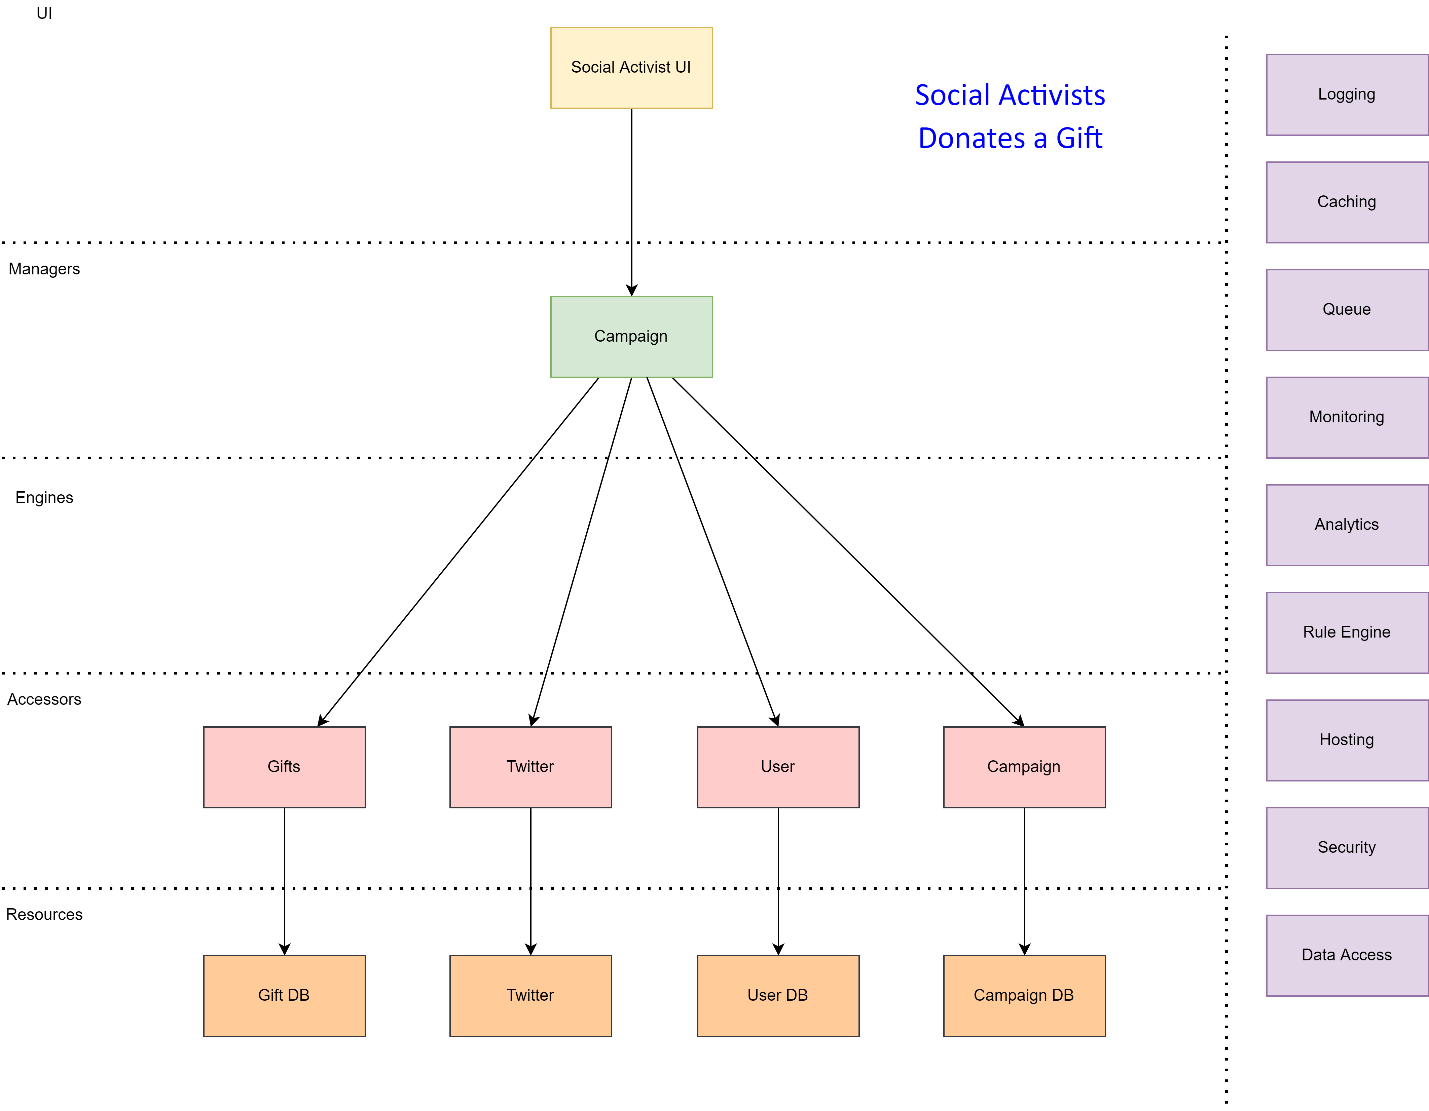 UI
Social Activist UI
Social Activists
Donates a Gift
Managers
Campaign
Engines
Accessors
Gifts
Twitter
User
Campaign
Resources
Gift DB
Twitter
User DB
Campaign DB
Logging
Caching
Queue
Monitoring
Analytics
Rule Engine
Hosting
Security
Data Access